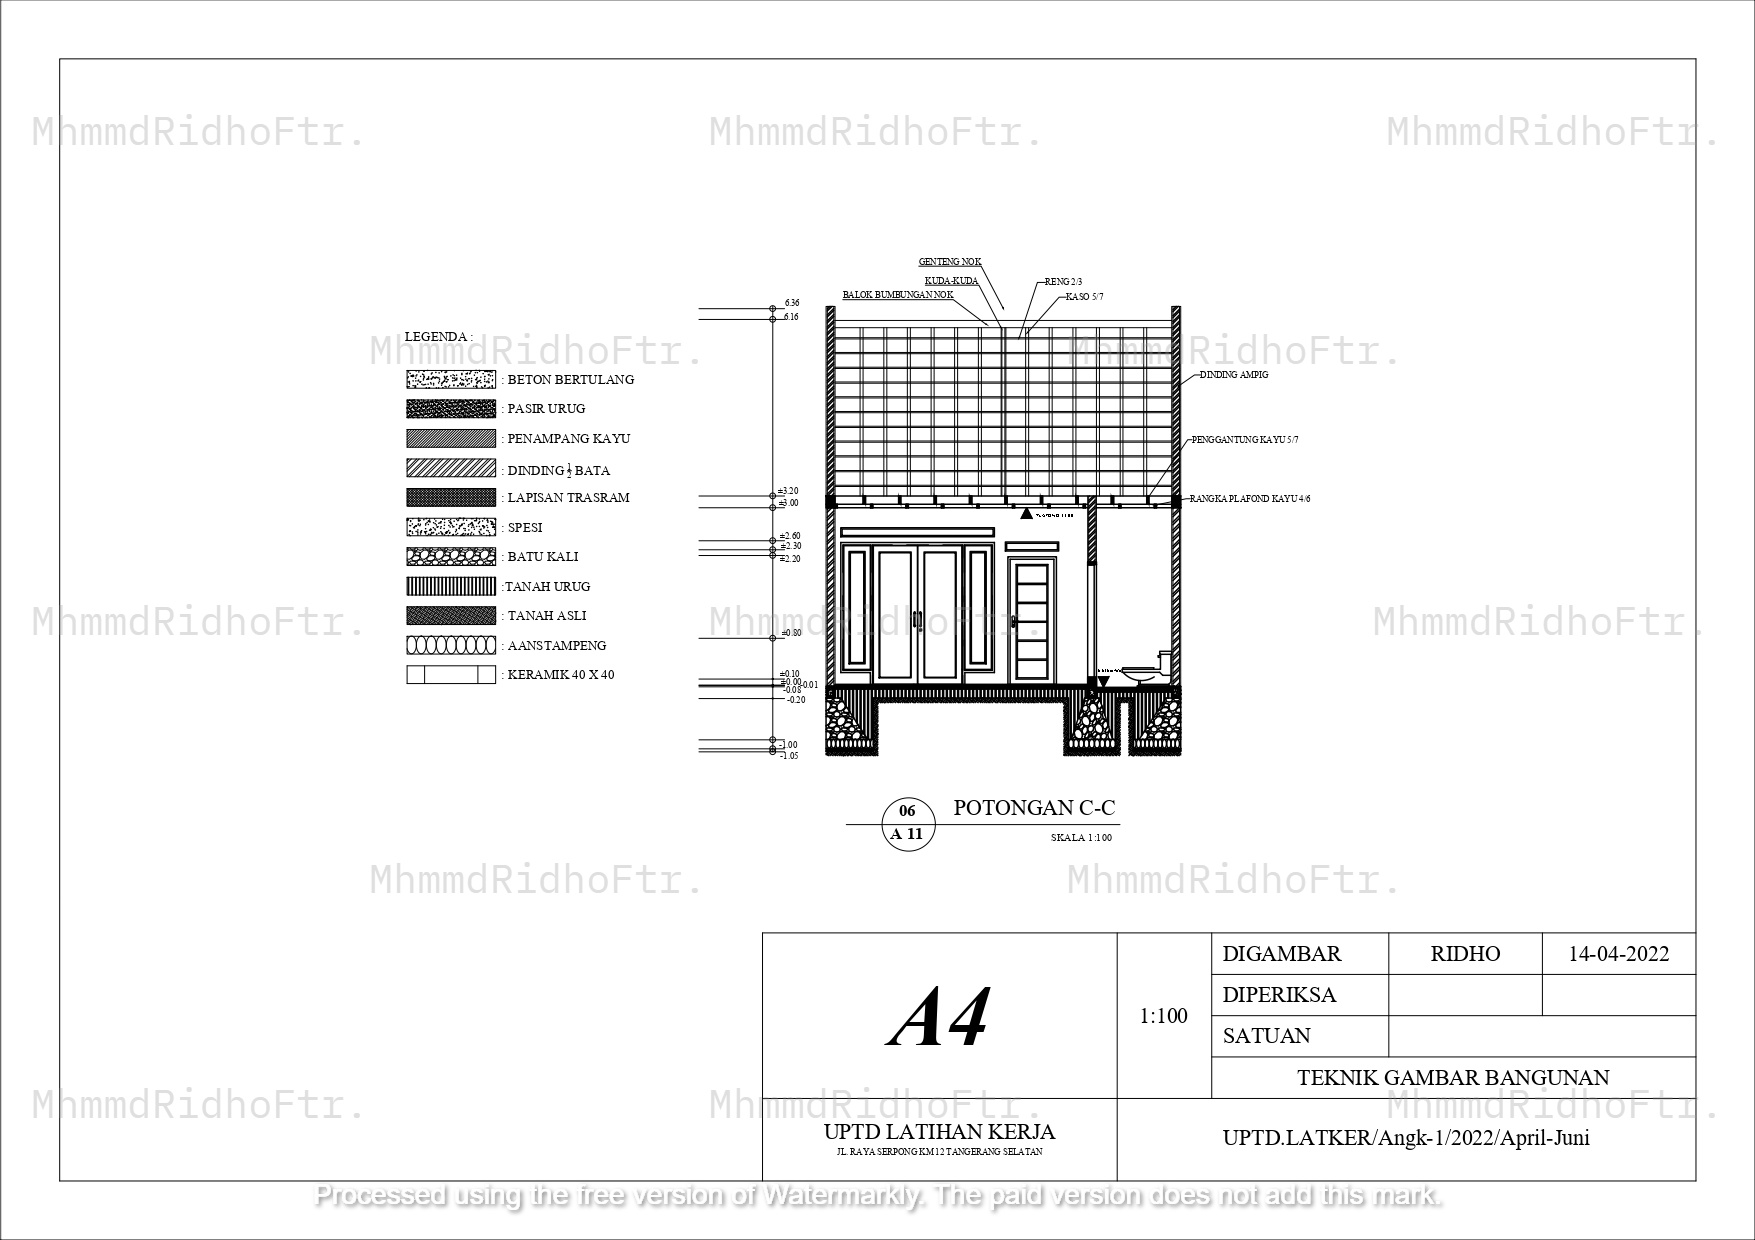 MhmmdRidhoFtr. MhmmdRidhoFtr. MhmmdRidhoFtr.
GENTENG NOK
KUDA-KUDA
BALOK BUMBUNGAN NOK
RENG 2/3
KASO 5/7
6.36
6.16
LEGENDA :
MhmmdRidhoFtr. MhmmdRidhoFtr.
DINDING AMPIG
: BETON BERTULANG
: PASIR URUG
: PENAMPANG KAYU
: DINDING ½ BATA
: LAPISAN TRASRAM
: SPESI
: BATU KALI
:TANAH URUG
: TANAH ASLI
: AANSTAMPENG
: KERAMIK 40 X 40
PENGGANTUNG KAYU 5/7
RANGKA PLAFOND KAYU 4/6
±3.20
±3.00
±2.60
±2.30
±2.20
±0.80
±0.10
±0.00 -0.01
-0.08
-0.20
-1.00
-1.05
MhmmdRidhoFtr. MhmmdRidhoFtr. MhmmdRidhoFtr.
06
A 11
POTONGAN C-C
SKALA 1:100
MhmmdRidhoFtr. MhmmdRidhoFtr.
A4
1:100
DIGAMBAR RIDHO 14-04-2022
DIPERIKSA
SATUAN
TEKNIK GAMBAR BANGUNAN
MhmmdRidhoFtr. MhmmdRidhoFtr. MhmmdRidhoFtr.
UPTD LATIHAN KERJA
JL. RAYA SERPONG KM 12 TANGERANG SELATAN
UPTD.LATKER/Angk-1/2022/April-Juni
Processed using the free version of Watermarkly. The paid version does not add this mark.